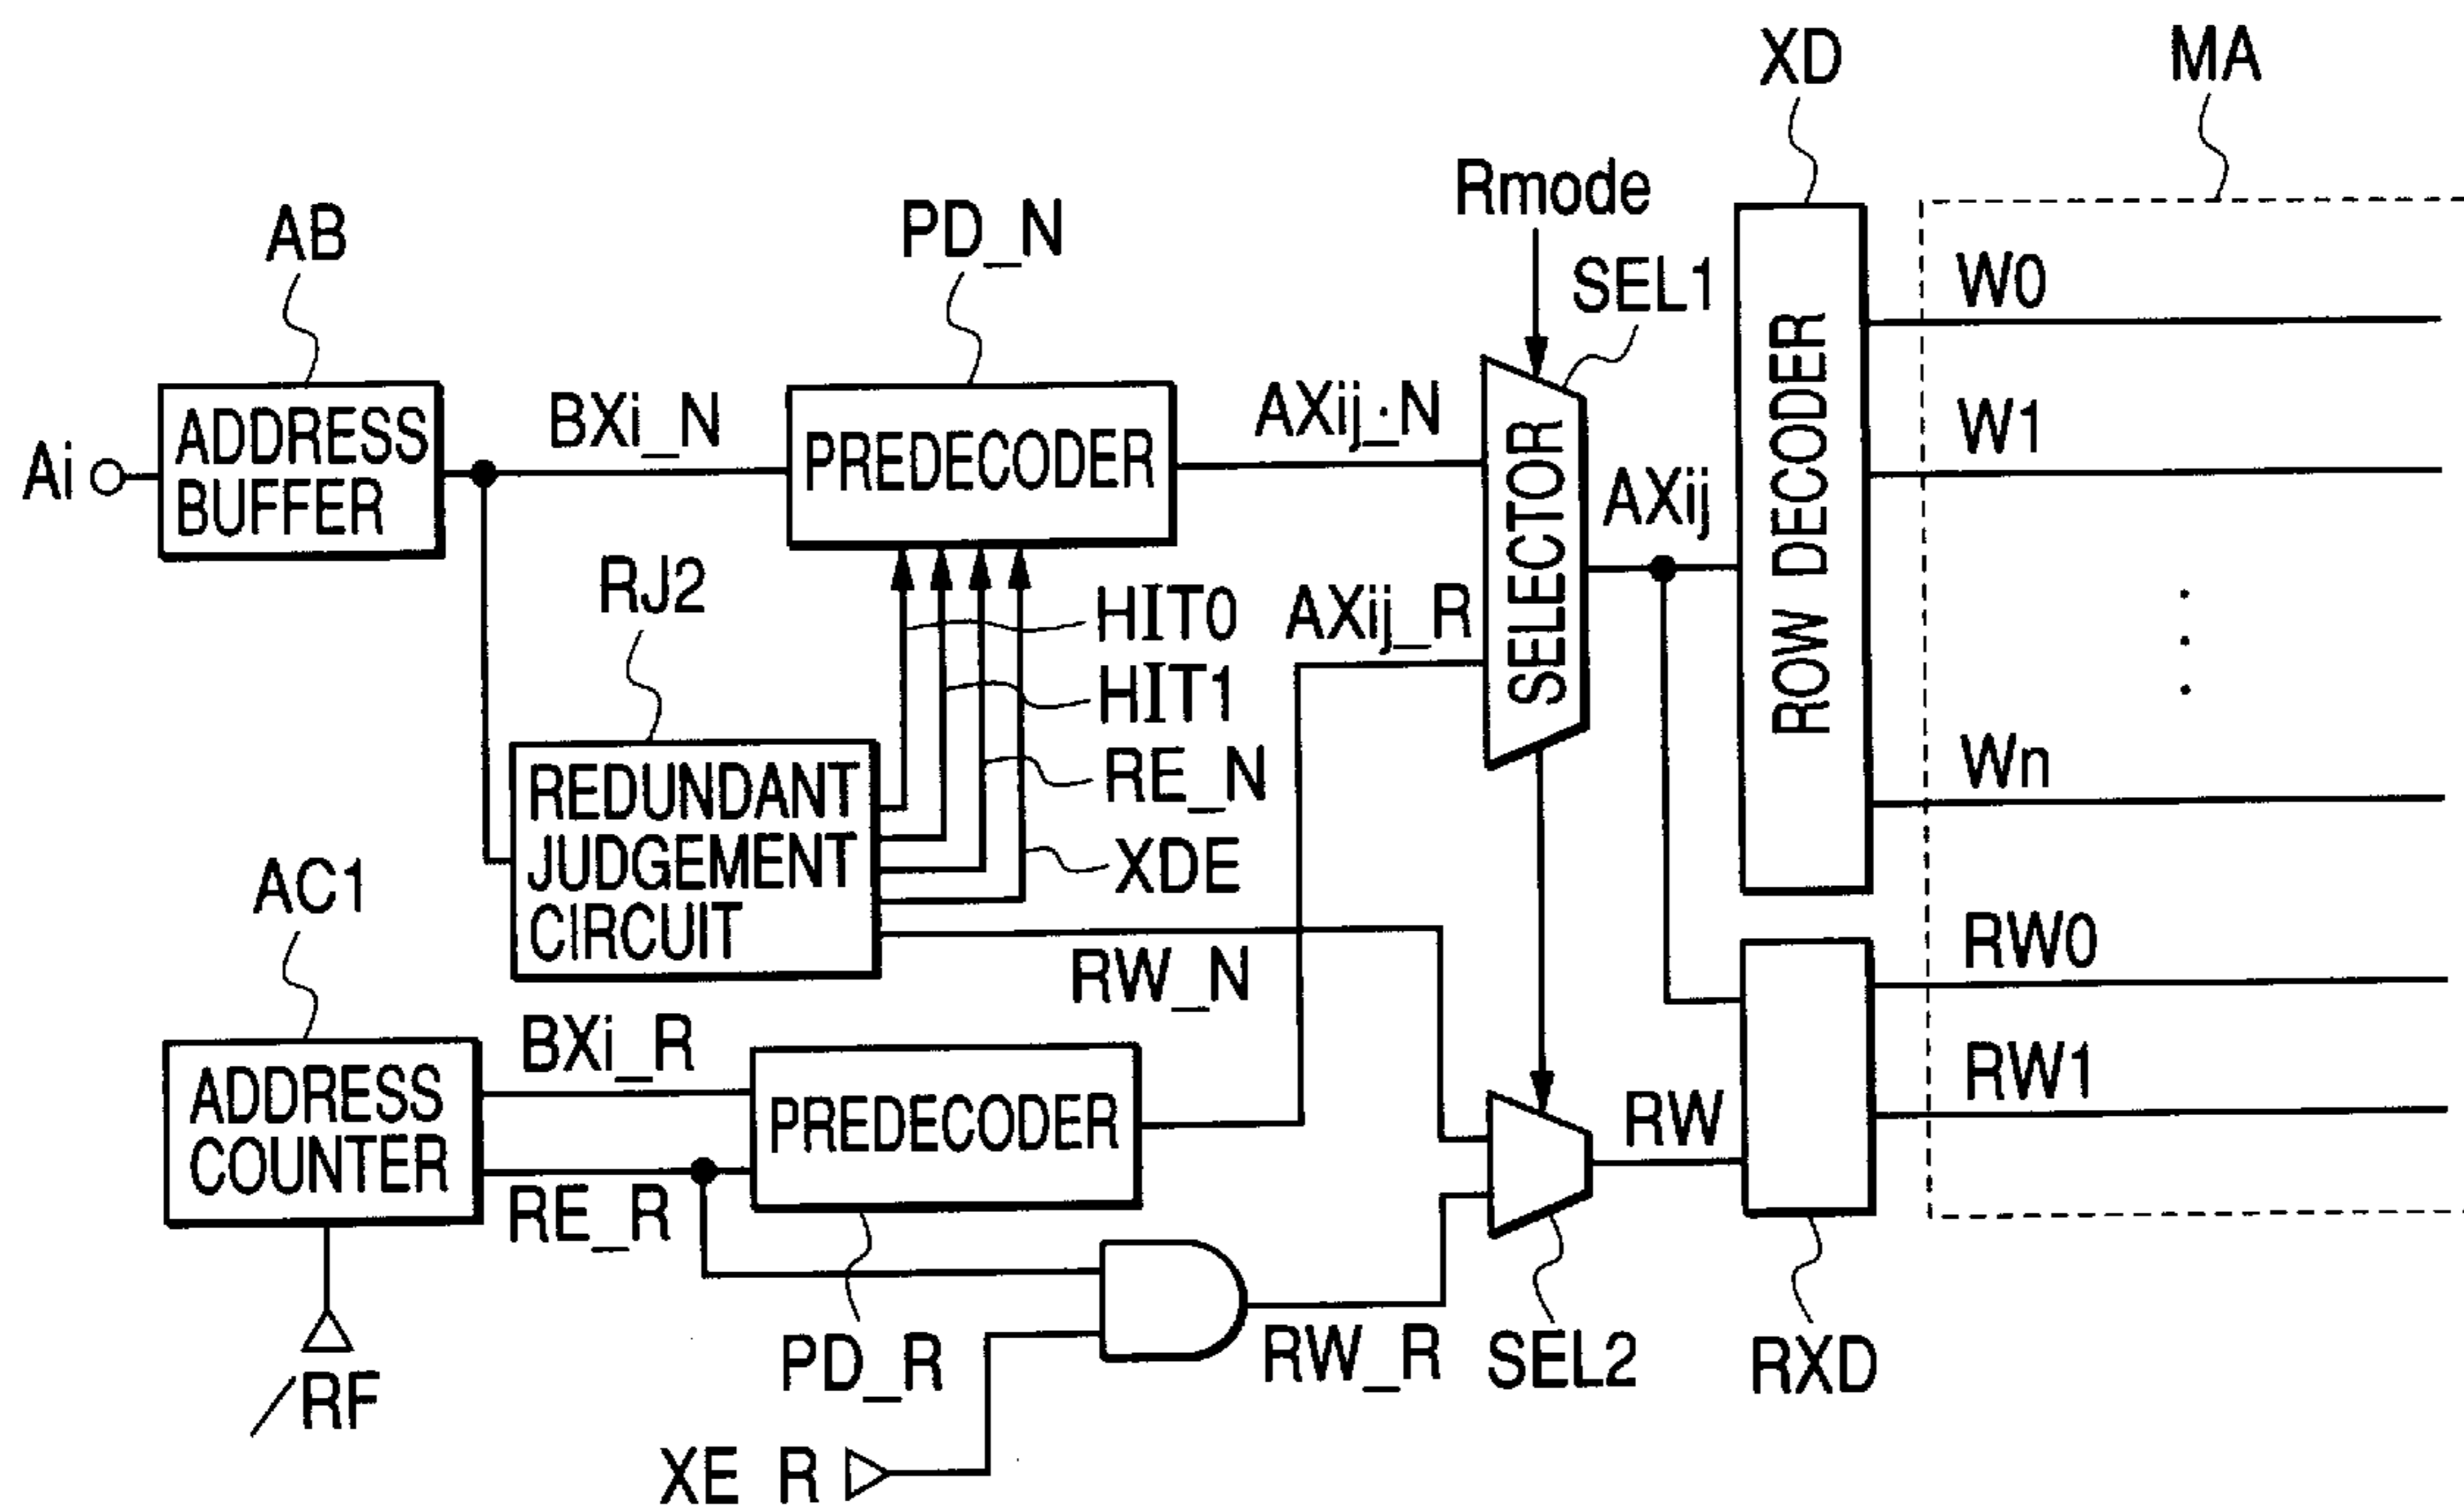 XD
MA
Rmode
AB
PD_N
SEL1
W0
ADDRESS
BUFFER
Ai
BXi_N
PREDECODER
AXij_N
SELECTOR
AXij
ROW DECODER
W1
RJ2
HIT0
AXij_R
HIT1
RE_N
Wn
REDUNDANT
JUDGEMENT
CIRCUIT
XDE
AC1
RW_N
RW0
BXi_R
ADDRESS
COUNTER
PREDECODER
RW
RW1
RE_R
/RF
PD_R
RW_R
SEL2
RXD
XE R